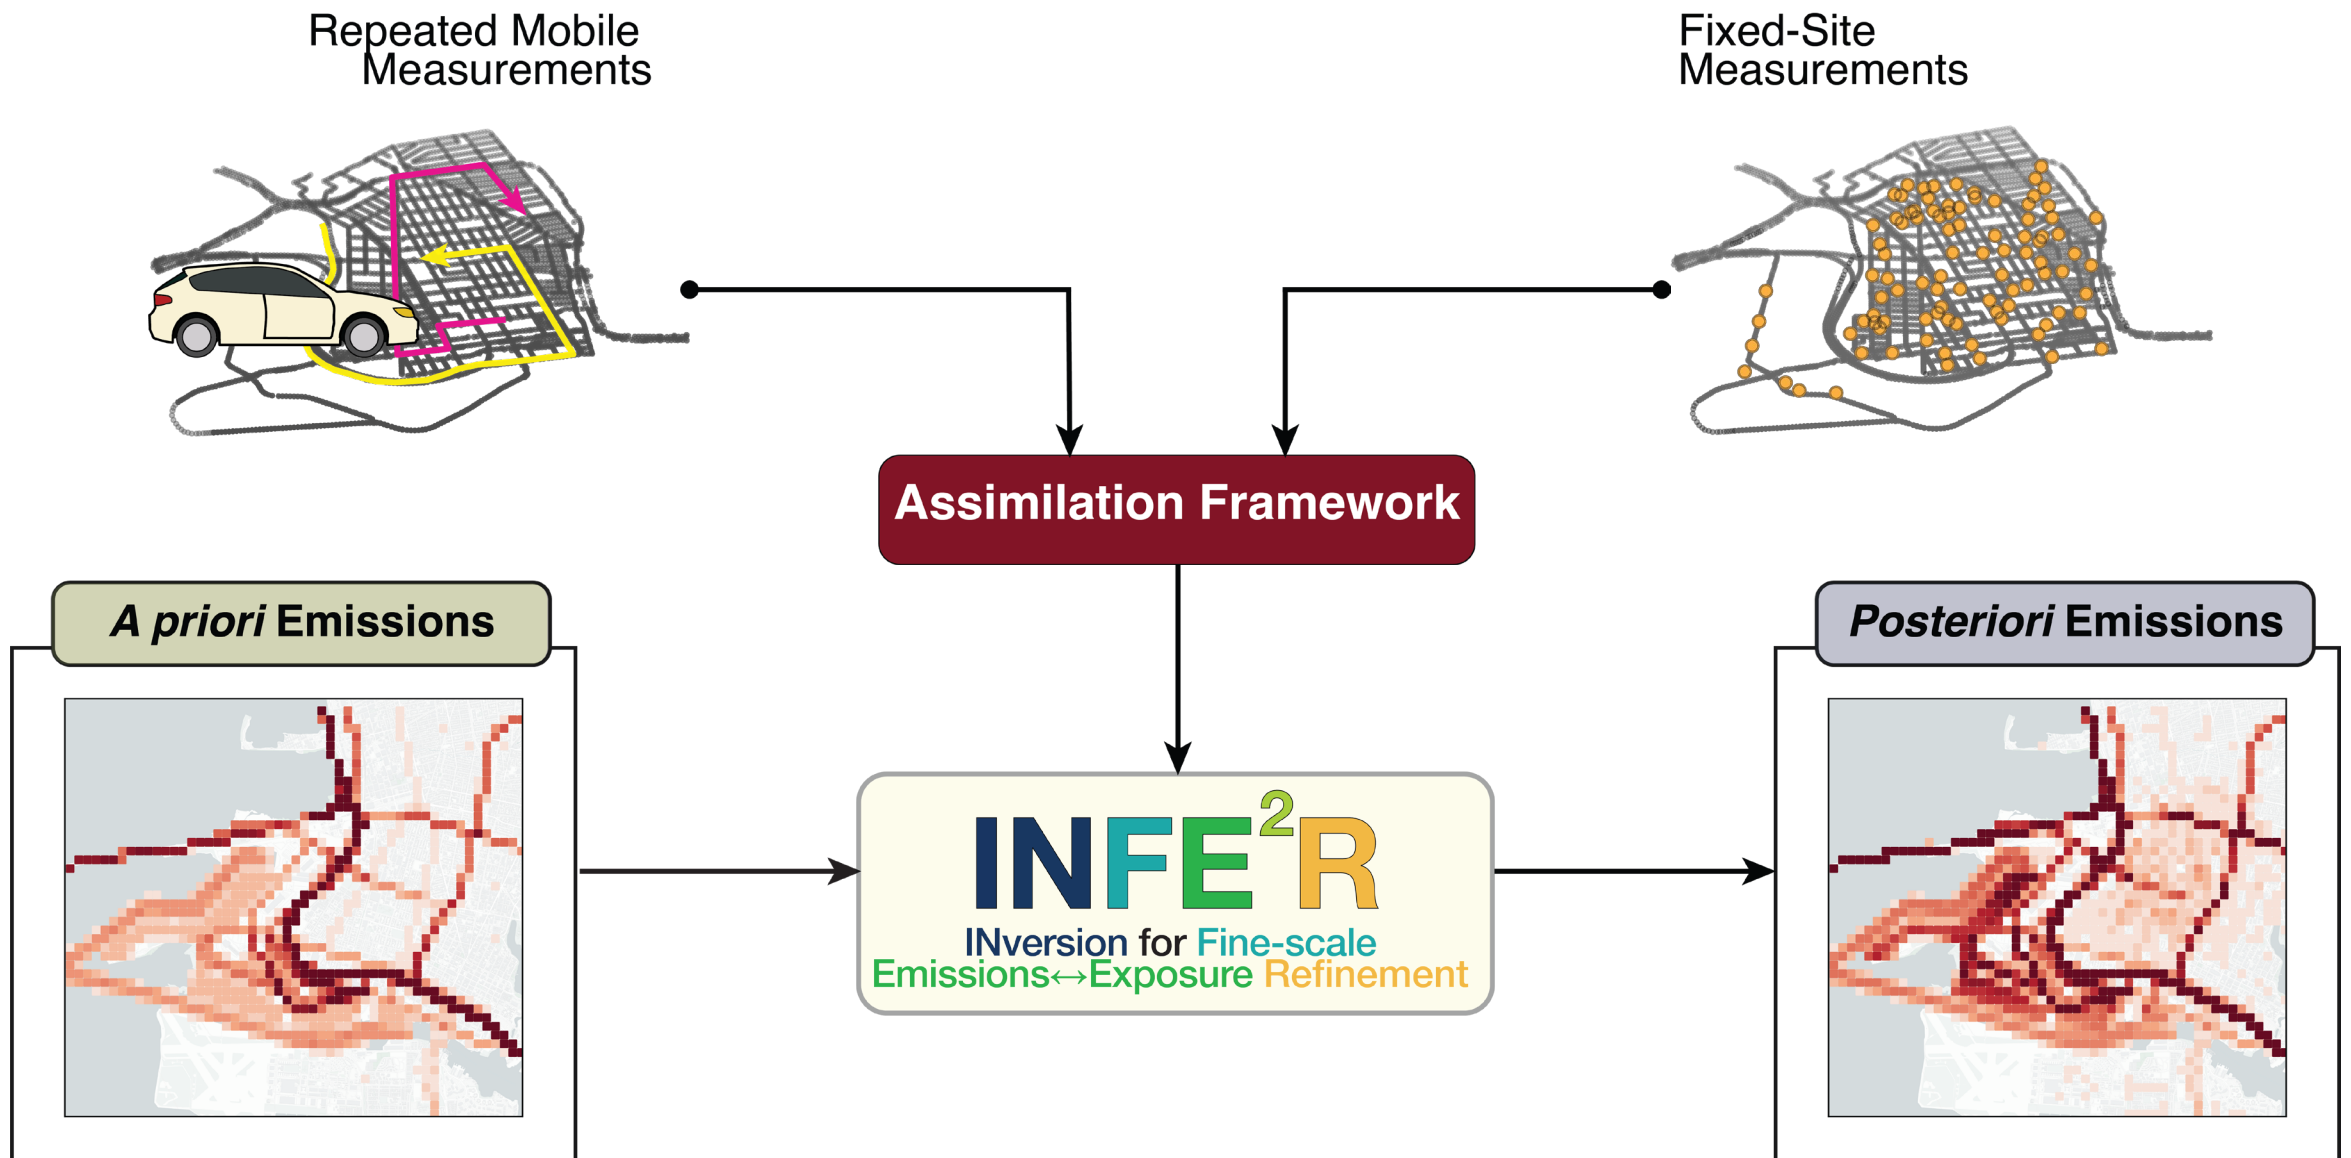 Repeated Mobile
Measurements
Fixed-Site
Measurements
Assimilation Framework
A priori Emissions
Posteriori Emissions
INFE²R
INversion for Fine-scale
Emissions↔Exposure Refinement